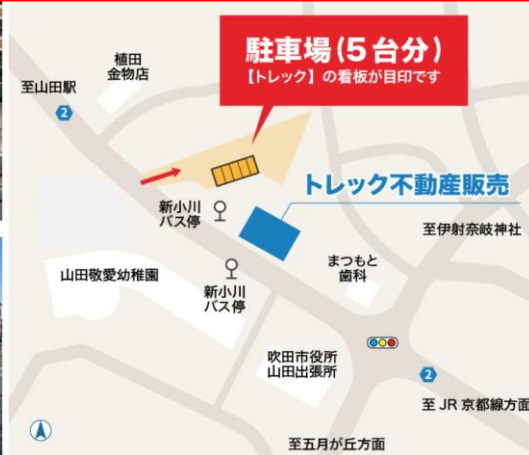 駐車場(5台分)
【トレック】の看板が目印です
植田
金物店
至山田駅
2
トレック不動産販売
新小川
バス停
至伊射奈岐神社
まつもと
歯科
山田敬愛幼稚園
新小川
バス停
吹田市役所
山田出張所
2
至JR京都線方面
至五月が丘方面